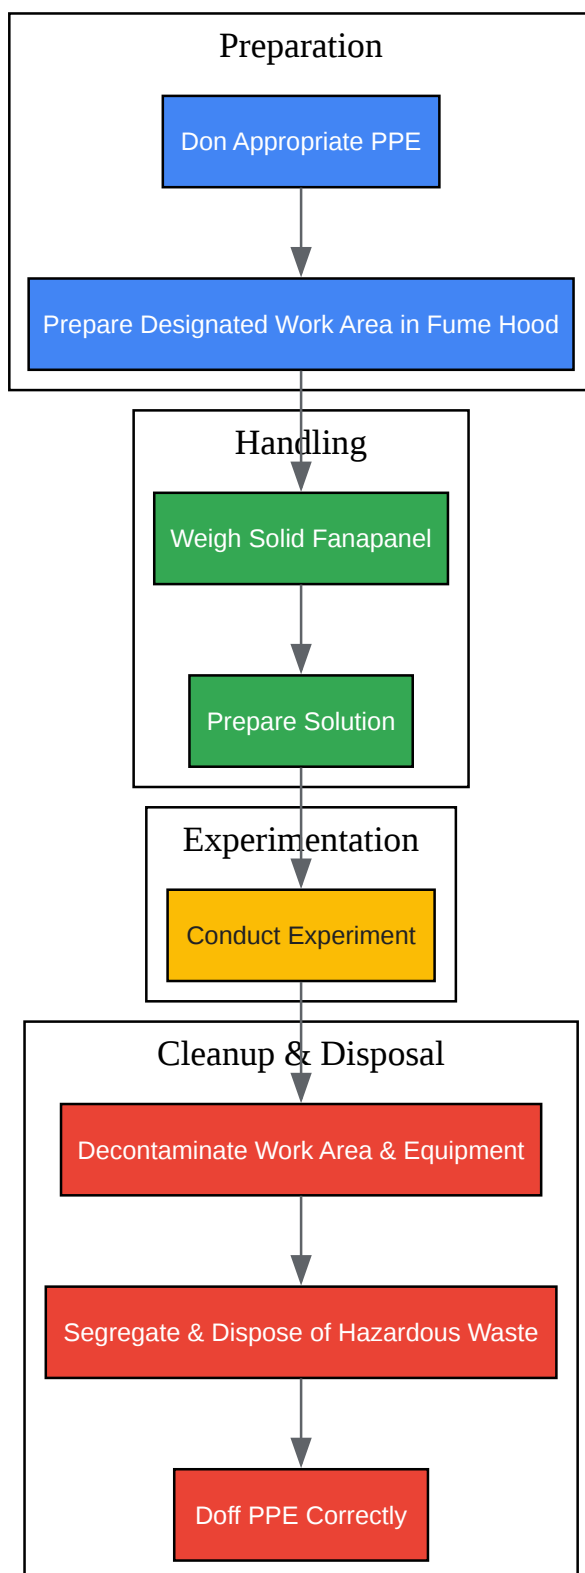 Preparation
Don Appropriate PPE
Prepare Designated Work Area in Fume Hood
Handling
Weigh Solid Fanapanel
Prepare Solution
Experimentation
Conduct Experiment
Cleanup & Disposal
Decontaminate Work Area & Equipment
Segregate & Dispose of Hazardous Waste
Doff PPE Correctly